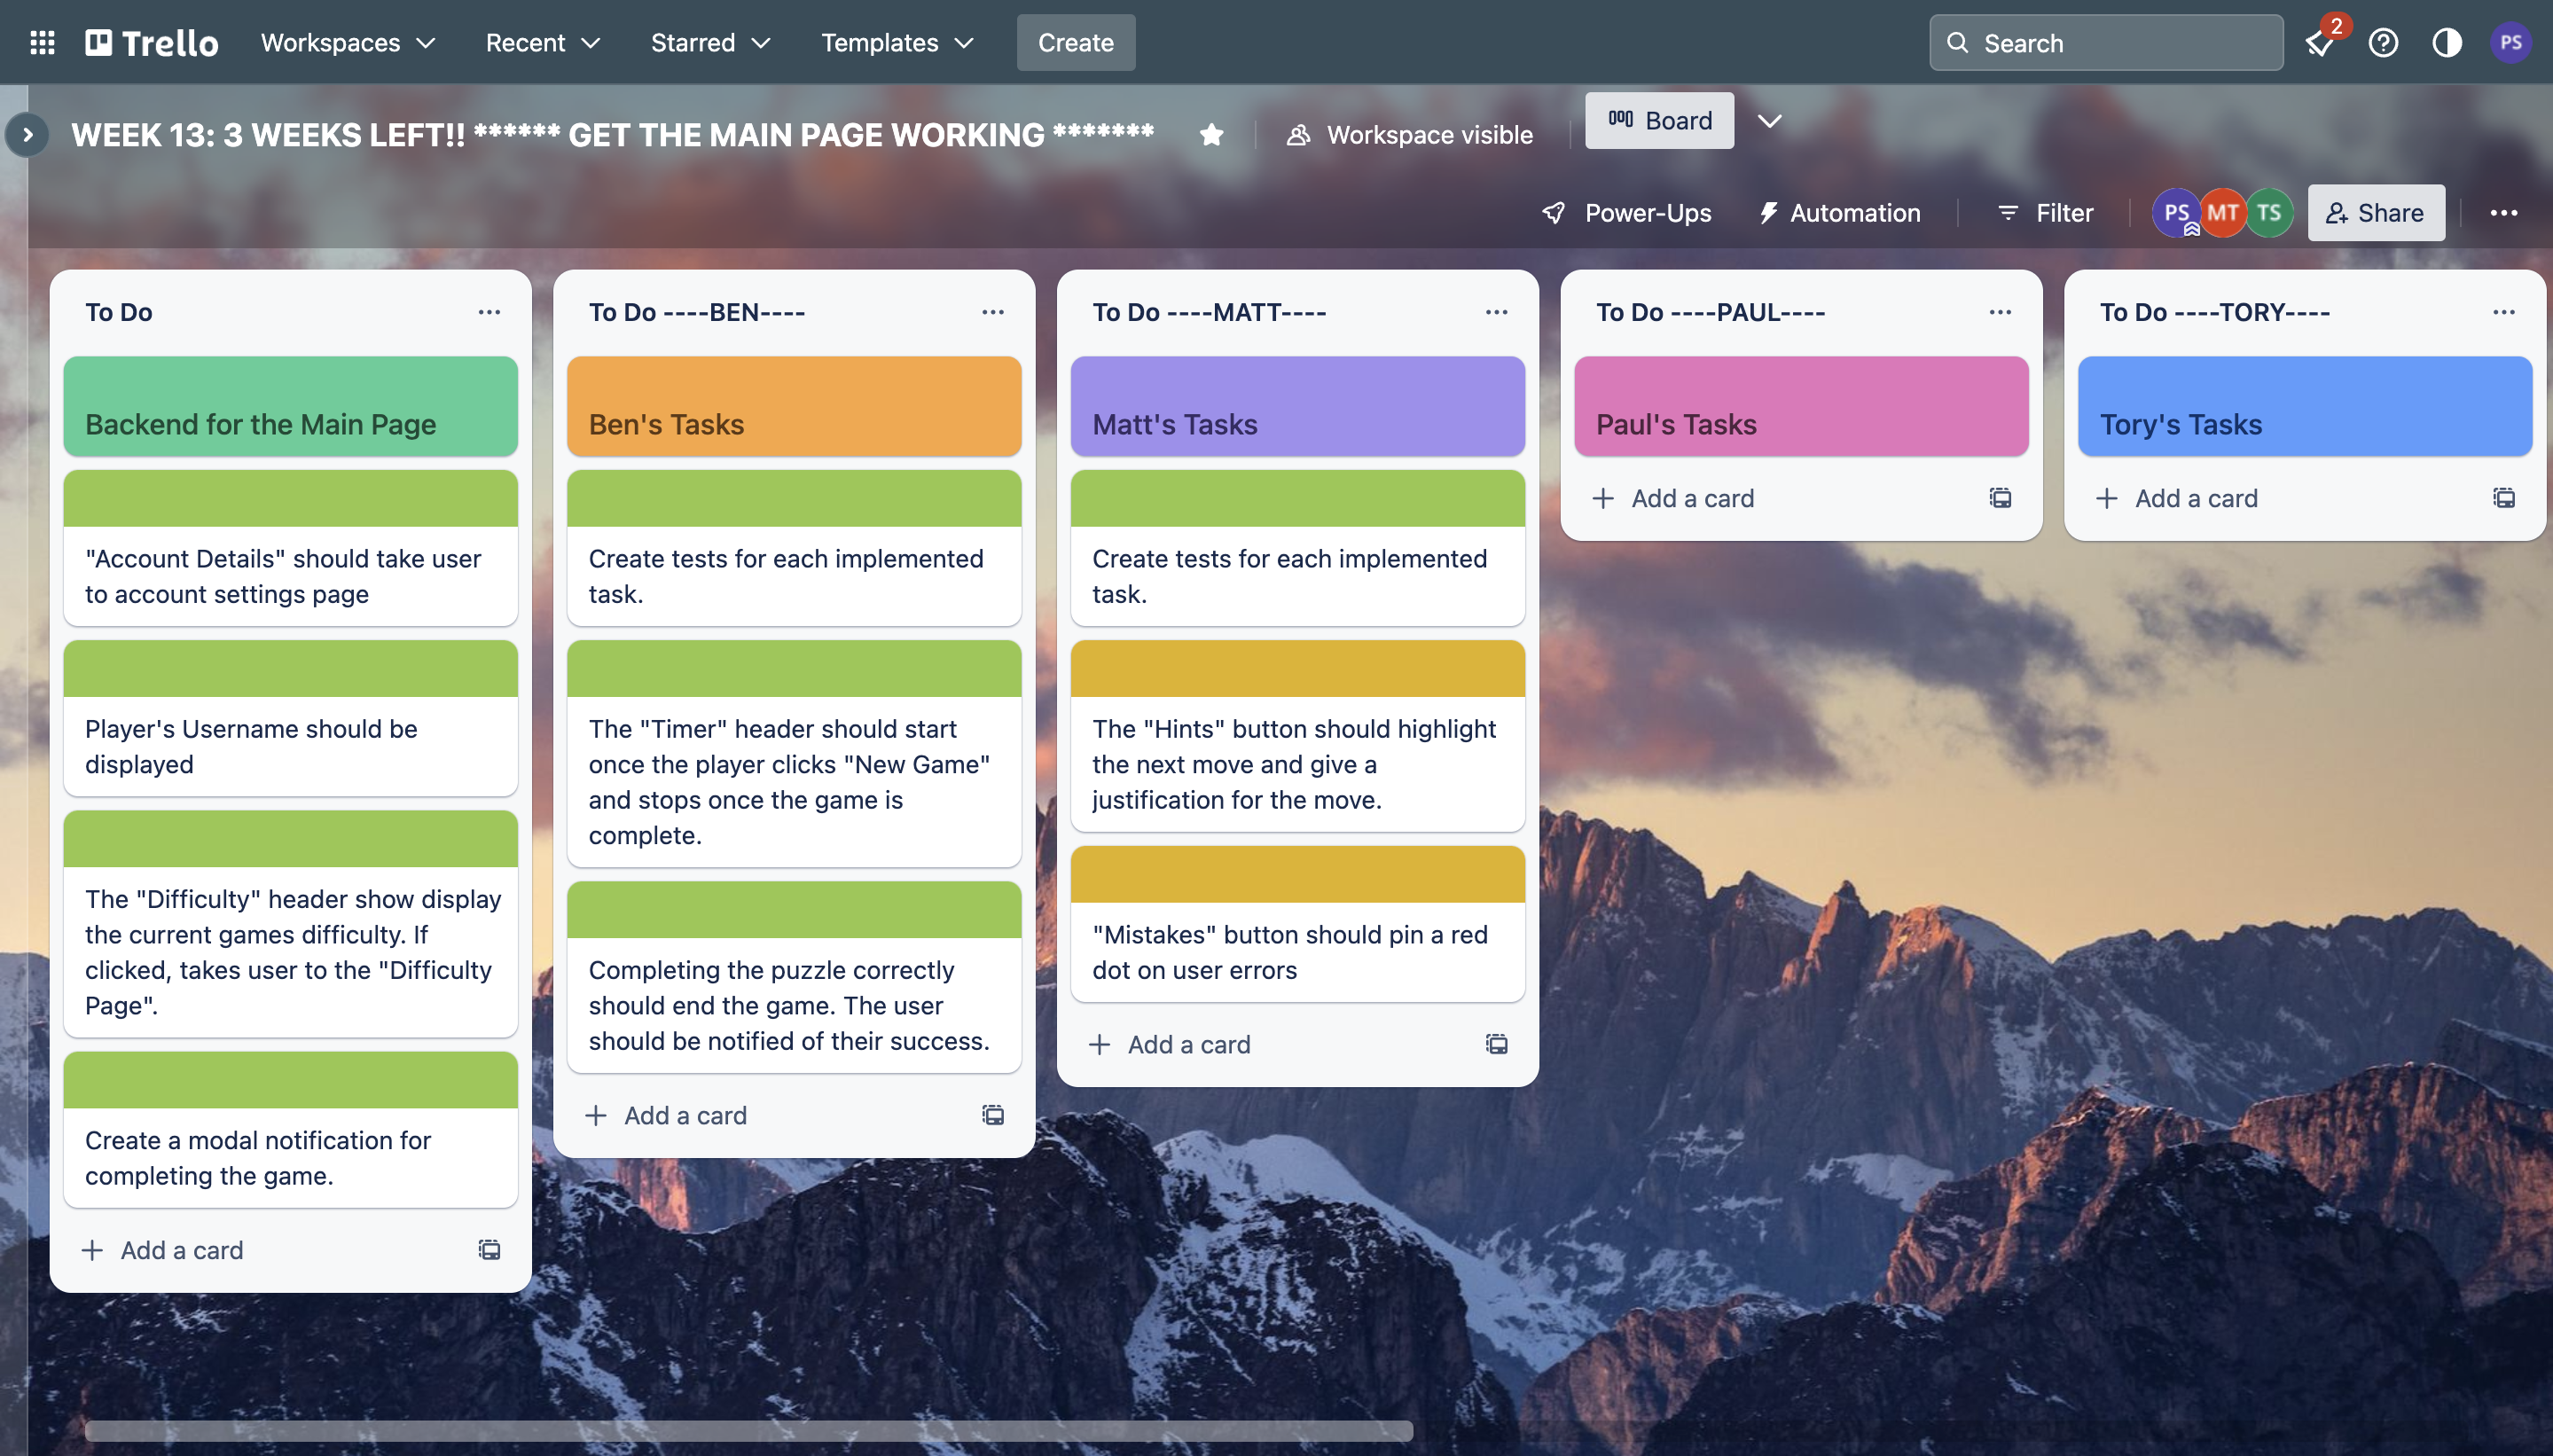 Trello
Workspaces
Recent
Starred
Templates
Create
Search
2
PS
WEEK 13: 3 WEEKS LEFT!! ****** GET THE MAIN PAGE WORKING *******
Workspace visible
Board
Power-Ups
Automation
Filter
PS
MT
TS
Share
To Do
Backend for the Main Page
"Account Details" should take user
to account settings page
Player's Username should be
displayed
The "Difficulty" header show display
the current games difficulty. If
clicked, takes user to the "Difficulty
Page".
Create a modal notification for
completing the game.
Add a card
To Do ----BEN----
Ben's Tasks
Create tests for each implemented
task.
The "Timer" header should start
once the player clicks "New Game"
and stops once the game is
complete.
Completing the puzzle correctly
should end the game. The user
should be notified of their success.
Add a card
To Do ----MATT----
Matt's Tasks
Create tests for each implemented
task.
The "Hints" button should highlight
the next move and give a
justification for the move.
"Mistakes" button should pin a red
dot on user errors
Add a card
To Do ----PAUL----
Paul's Tasks
Add a card
To Do ----TORY----
Tory's Tasks
Add a card